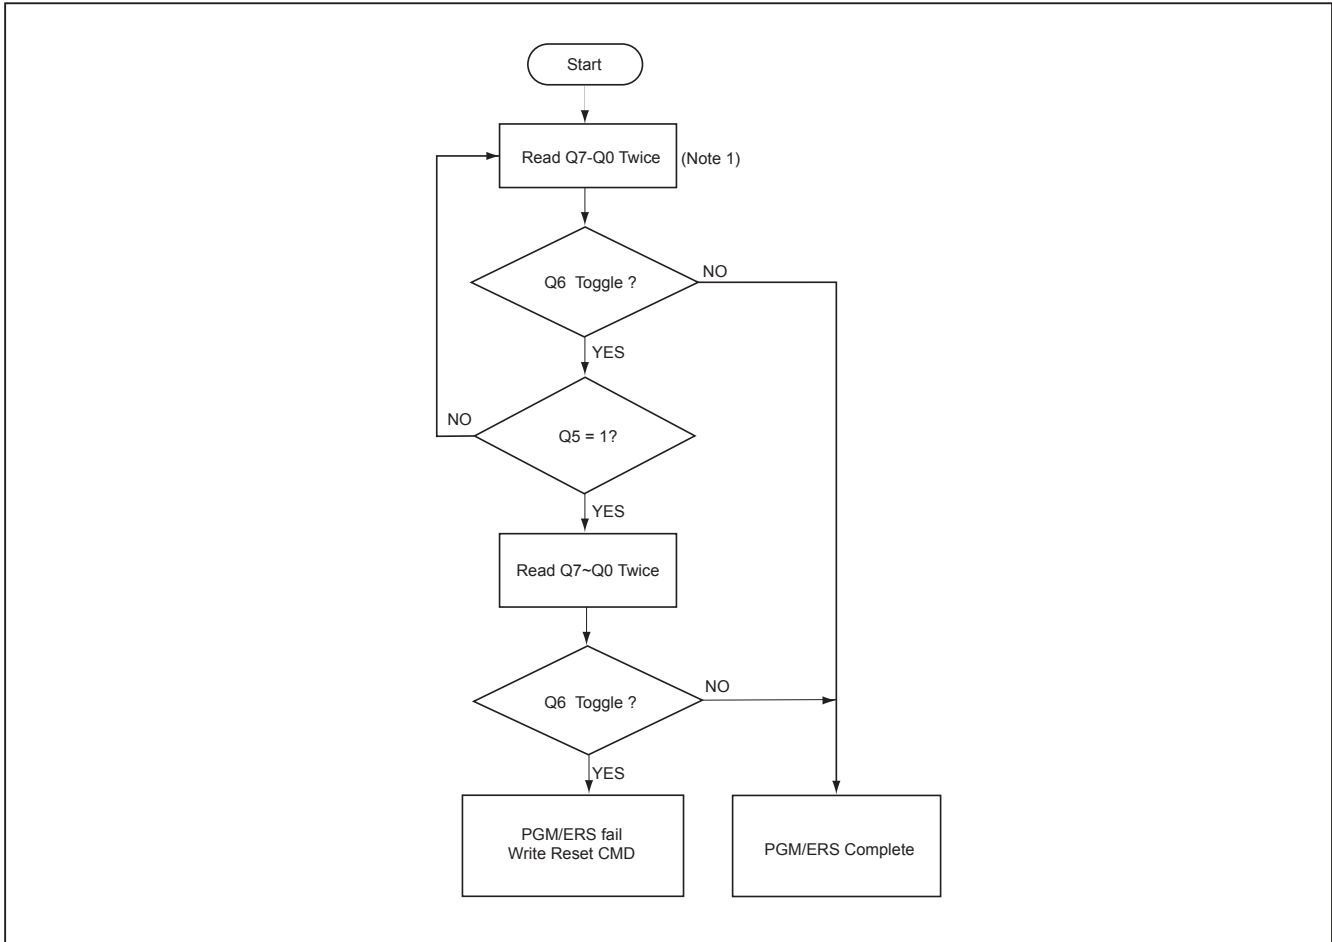 Start
Read Q7-Q0 Twice (Note 1)
Q6 Toggle ?
NO
YES
NO
Q5 = 1?
YES
Read Q7~Q0 Twice
Q6 Toggle ?
NO
YES
PGM/ERS fail
Write Reset CMD
PGM/ERS Complete